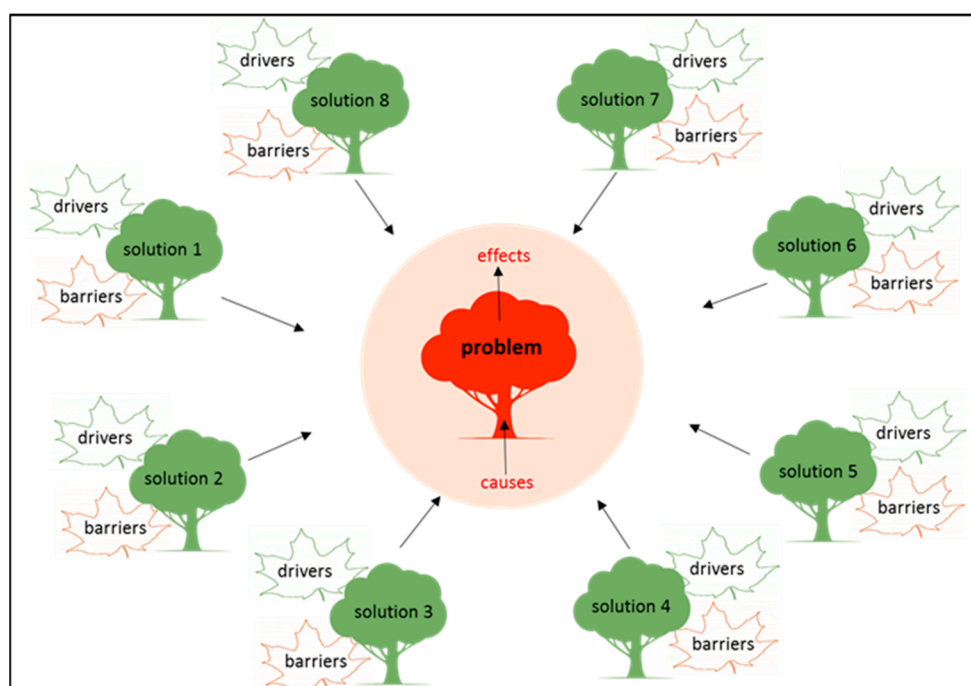 drivers
solution 8
barriers
drivers
solution 7
barriers
drivers
solution 1
barriers
drivers
solution 6
barriers
effects
problem
causes
drivers
solution 2
barriers
drivers
solution 5
barriers
drivers
solution 3
barriers
drivers
solution 4
barriers